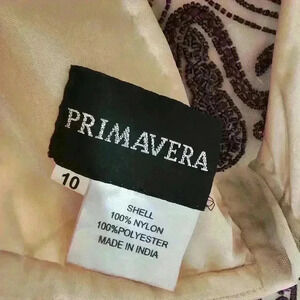 PRIMAVERA
10
SHELL
100% NYLON
100%POLYESTER
MADE IN INDIA